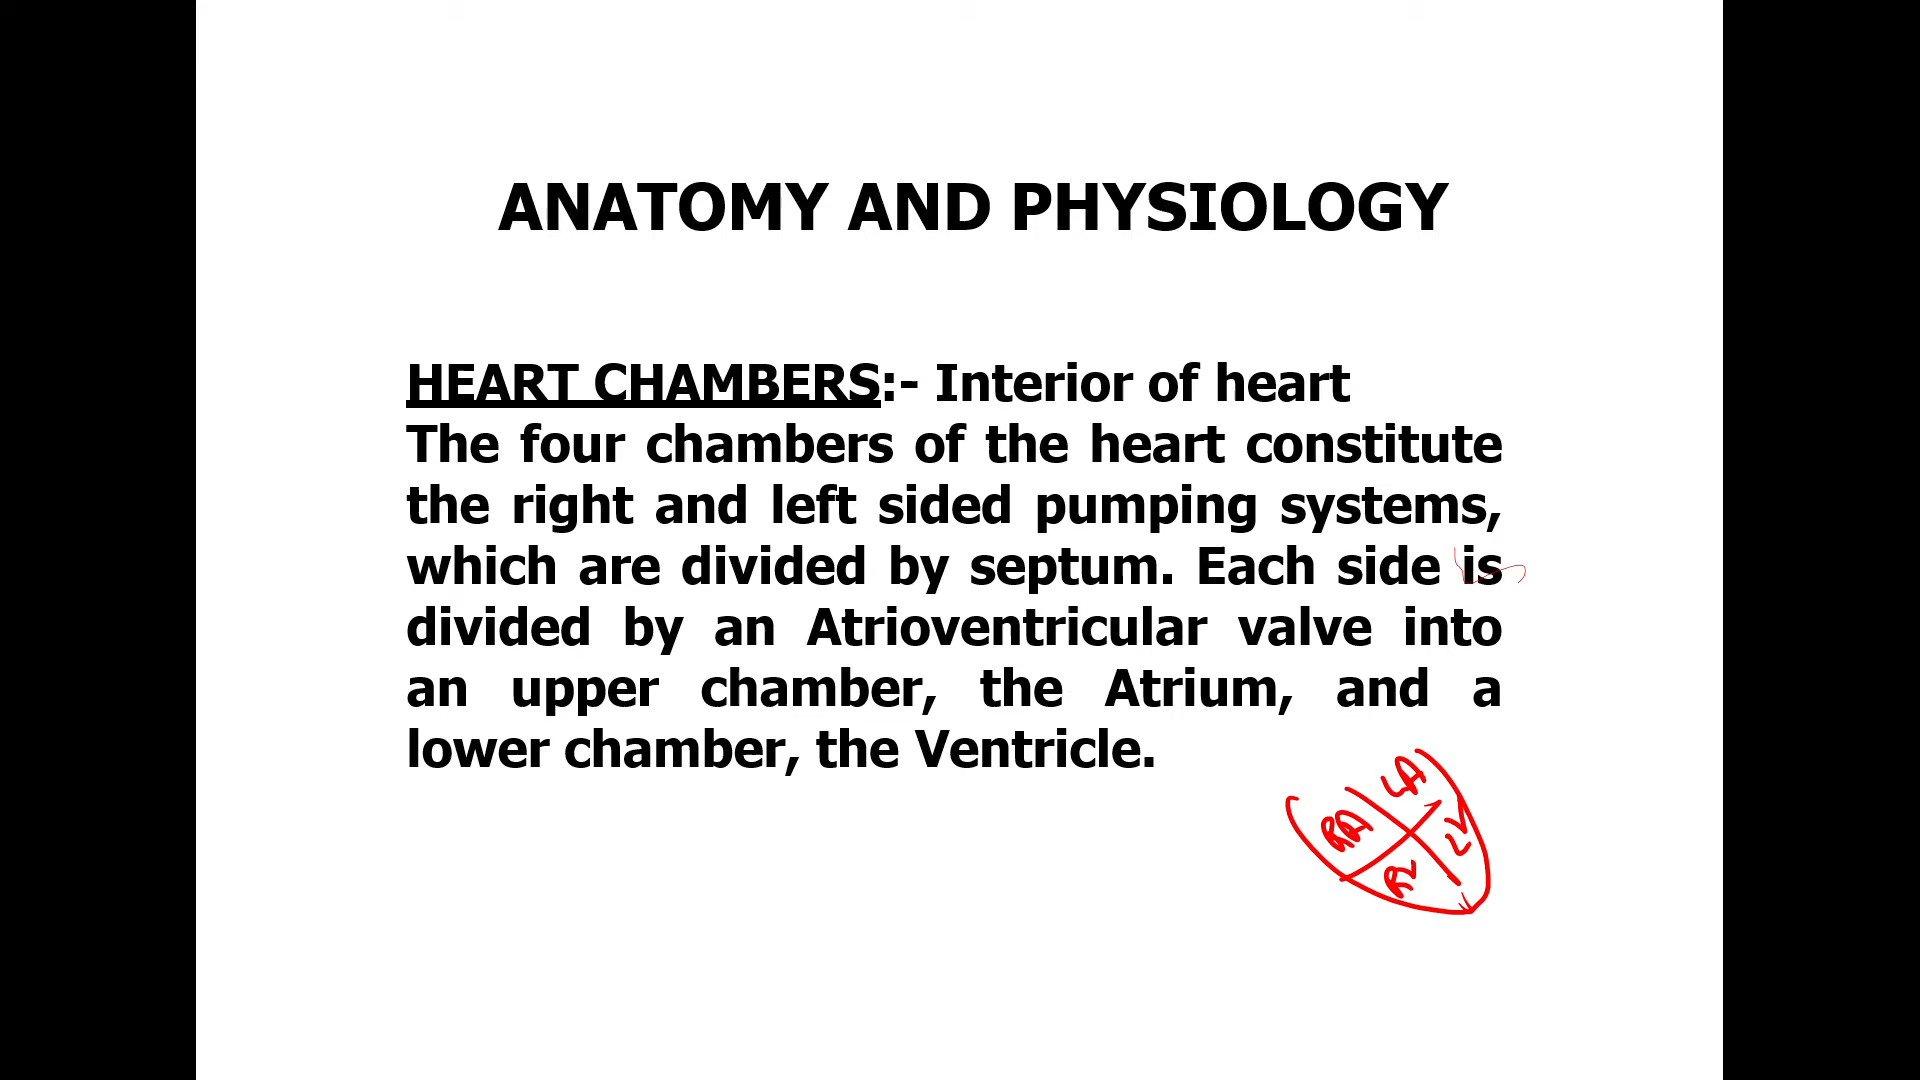 ANATOMY AND PHYSIOLOGY
HEART CHAMBERS:- Interior of heart
The four chambers of the heart constitute
the right and left sided pumping systems,
which are divided by septum. Each side is
divided by an Atrioventricular valve into
an upper chamber, the Atrium, and a
lower chamber, the Ventricle.
LA
RA